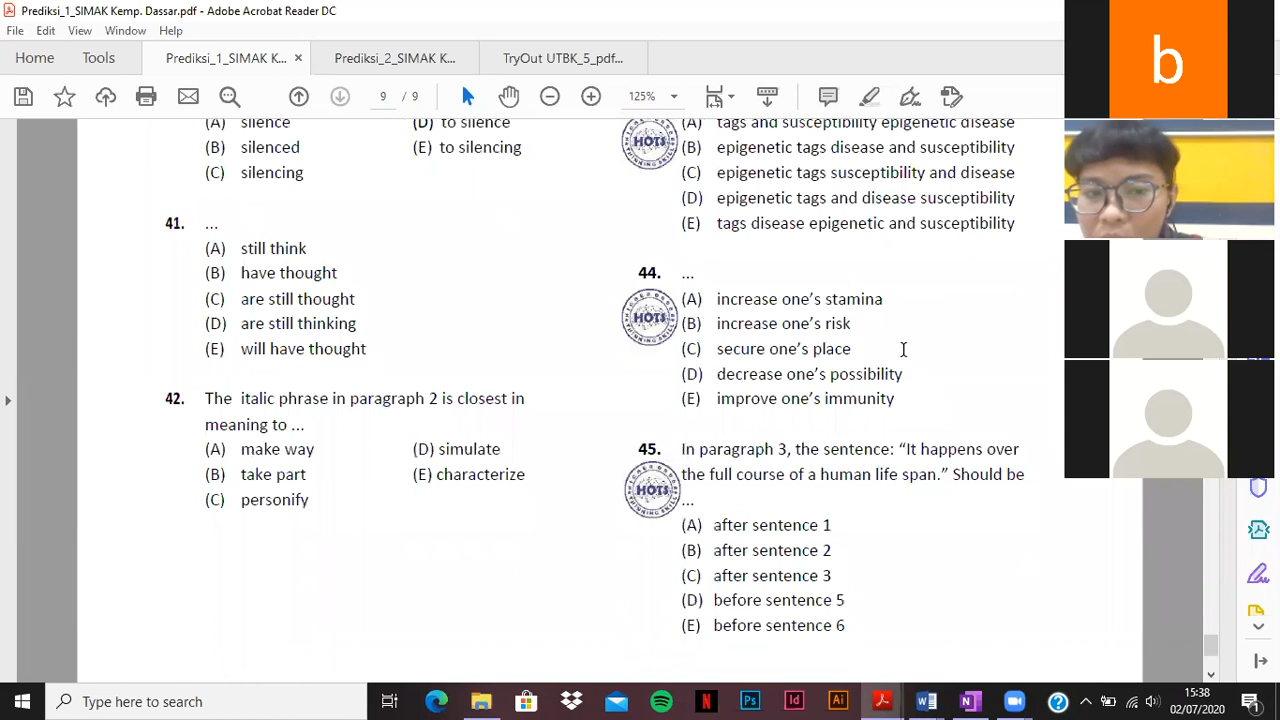 Prediksi_1_SIMAK Kemp. Dassar.pdf - Adobe Acrobat Reader DC
File Edit View Window Help
Home Tools Prediksi_1_SIMAK K... × Prediksi_2_SIMAK K... TryOut UTBK_5_pdf...
9 / 9 125%
b
(A) silence (D) to silence
(B) silenced (E) to silencing
(C) silencing
41. ...
(A) still think
(B) have thought
(C) are still thought
(D) are still thinking
(E) will have thought
42. The italic phrase in paragraph 2 is closest in
meaning to ...
(A) make way (D) simulate
(B) take part (E) characterize
(C) personify
HOTS
(A) tags and susceptibility epigenetic disease
(B) epigenetic tags disease and susceptibility
(C) epigenetic tags susceptibility and disease
(D) epigenetic tags and disease susceptibility
(E) tags disease epigenetic and susceptibility
44. ...
HOTS
(A) increase one's stamina
(B) increase one's risk
(C) secure one's place
(D) decrease one's possibility
(E) improve one's immunity
45. In paragraph 3, the sentence: “It happens over
HOTS
the full course of a human life span.” Should be
...
(A) after sentence 1
(B) after sentence 2
(C) after sentence 3
(D) before sentence 5
(E) before sentence 6
Type here to search
Ps Id Ai W N
15:38
02/07/2020
1